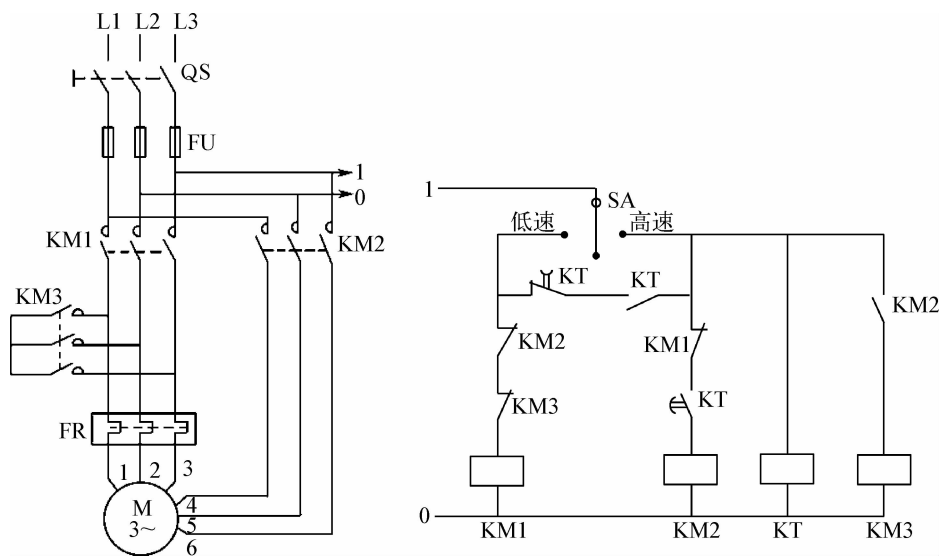 L1 L2 L3
QS
FU
1
0
KM1
KM2
KM3
FR
1 2 3
M
3~
4
5
6
1
SA
低速 高速
KT KT
KM2
KM2 KM1
KM3 KT
0
KM1 KM2 KT KM3